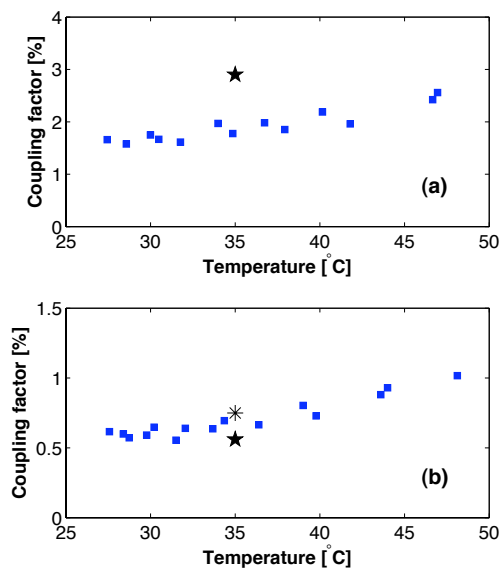 4
3
2
1
0
Coupling factor [%]
(a)
25 30 35 40 45 50
Temperature [°C]
1.5
1
0.5
0
Coupling factor [%]
(b)
25 30 35 40 45 50
Temperature [°C]